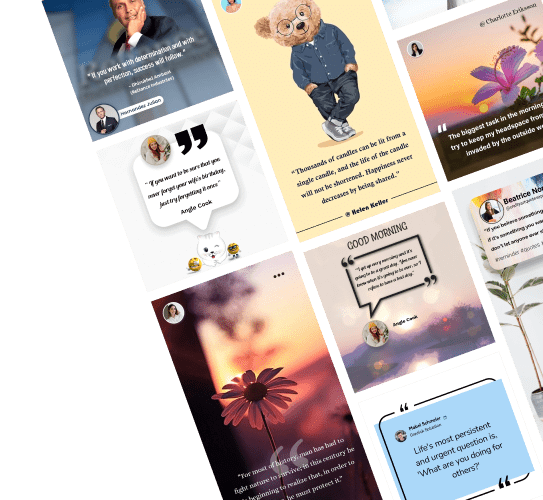 " If you work with determination and with
perfection, success will follow. "
– Dhirubhai Ambani
(Reliance Industries)
Hernandez Julian
"If you want to be sure that you
never forget your wife's birthday,
just try forgetting it once "
Angle Cook
"Thousands of candles can be lit from a
single candle, and the life of the candle
will not be shortened. Happiness never
decreases by being shared."
@ Helen Keller
@ Charlotte Eriksson
The biggest task in the morning
try to keep my headspace from
invaded by the outside
GOOD MORNING
"I get up every morning and it's
going to be a great day. You never
know when it's going to be over, so I
refuse to have a bad day."
Angle Cook
Beatrice
"If you believe
if it's something you
don't let anyone
#reminder #quotes
"For most of history, man has had to
fight nature to survive; in this century he
beginning to realize that, in order to
he must protect it."
Mabel Schneider
Life's most persistent
and urgent question is,
'What are you doing for
others?'